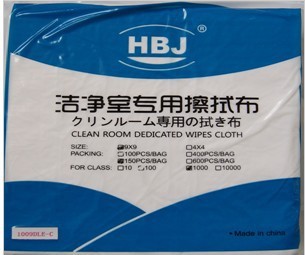 HBJ®
洁净室专用擦拭布
クリンルーム専用の拭き布
CLEAN ROOM DEDICATED WIPES CLOTH
SIZE: 9X9 4X4
PACKING: 100PCS/BAG 400PCS/BAG
150PCS/BAG 600PCS/BAG
FOR CLASS: 10 100 1000 10000
1009DLE-C
Made in china